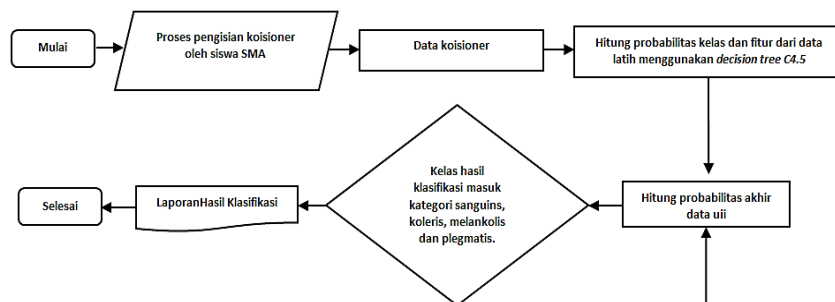 Mulai
Proses pengisian koisioner
oleh siswa SMA
Data koisioner
Hitung probabilitas kelas dan fitur dari data
latih menggunakan decision tree C4.5
Selesai
LaporanHasil Klasifikasi
Kelas hasil
klasifikasi masuk
kategori sanguins,
koleris, melankolis
dan plegmatis.
Hitung probabilitas akhir
data uii